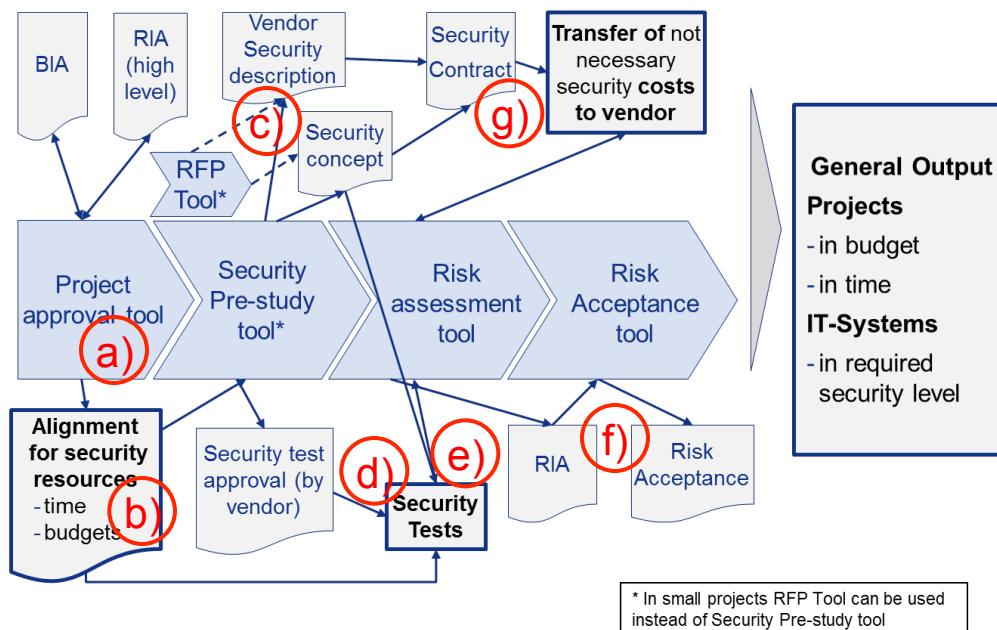 BIA
RIA
(high
level)
Vendor
Security
description
c)
Security
concept
RFP
Tool*
Security
Contract
g)
Transfer of not
necessary
security costs
to vendor
Project
approval tool
a)
Security
Pre-study
tool*
Risk
assessment
tool
Risk
Acceptance
tool
Alignment
for security
resources
- time
- budgets
b)
Security test
approval (by
vendor)
d)
e)
Security
Tests
RIA
f)
Risk
Acceptance
General Output
Projects
- in budget
- in time
IT-Systems
- in required
security level
* In small projects RFP Tool can be used
instead of Security Pre-study tool